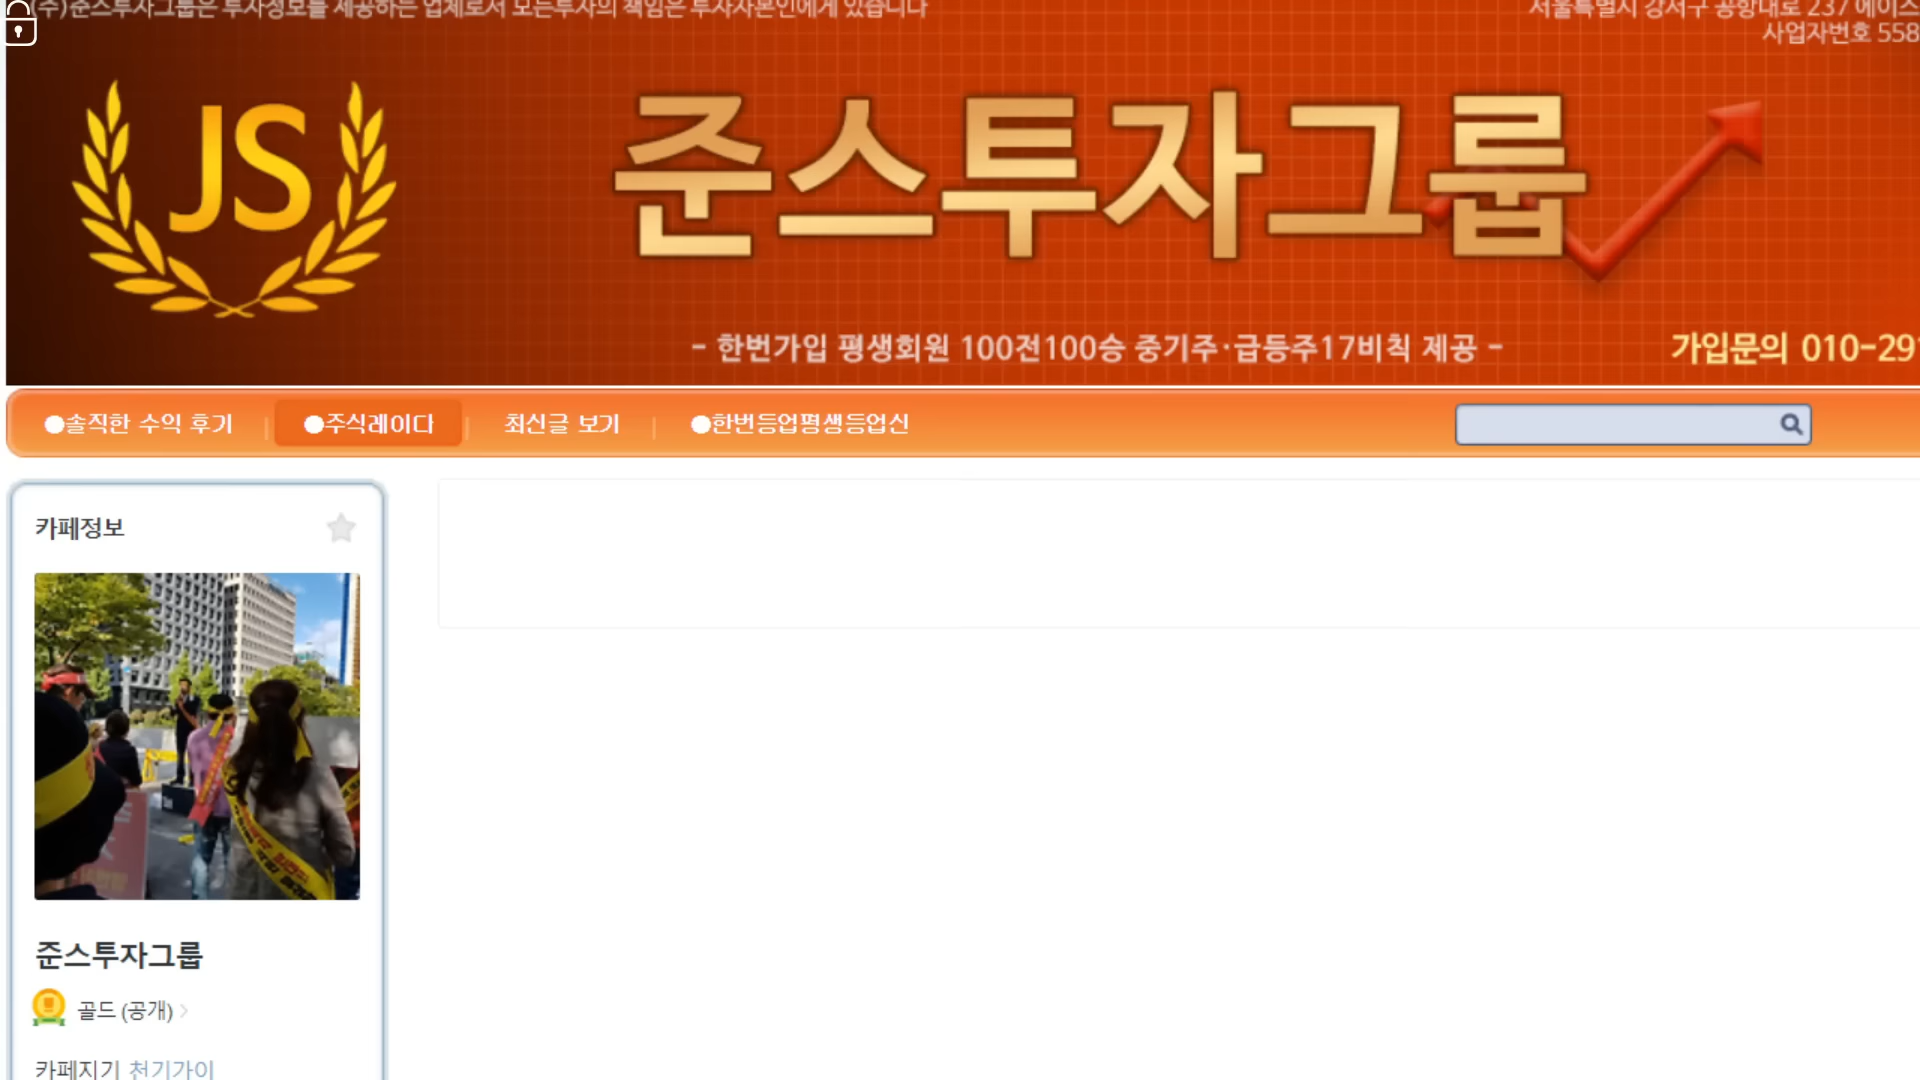 (주)준스투자그룹은 투자정보를 제공하는 업체로서 모든투자의 책임은 투자자본인에게 있습니다
서울특별시 강서구 공항대로 237 에이스
사업자번호 558
JS
준스투자그룹
- 한번가입 평생회원 100전100승 중기주·급등주17비책 제공 -
가입문의 010-291
●솔직한 수익 후기
●주식레이다
최신글 보기
●한번등업평생등업신
카페정보
준스투자그룹
골드 (공개)
카페지기 천기가이